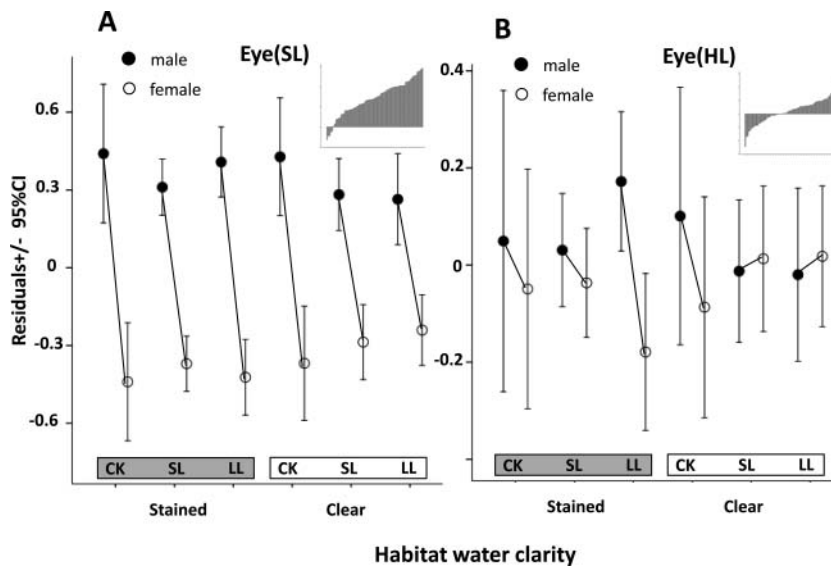 A
Eye(SL)
male
female
0.6
0.3
0
-0.3
-0.6
Residuals+/- 95%CI
CK SL LL CK SL LL
Stained Clear
B
Eye(HL)
male
female
0.4
0.2
0
-0.2
CK SL LL CK SL LL
Stained Clear
Habitat water clarity